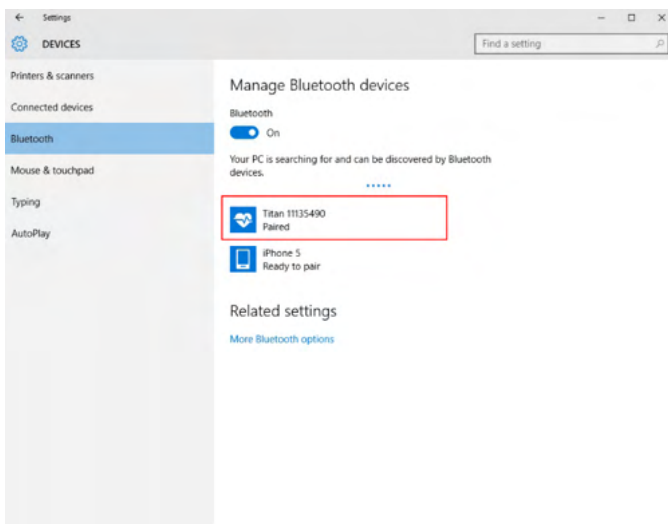 Settings
DEVICES
Find a setting
Printers & scanners
Connected devices
Bluetooth
Mouse & touchpad
Typing
AutoPlay
Manage Bluetooth devices
Bluetooth
On
Your PC is searching for and can be discovered by Bluetooth
devices.
Titan 11135490
Paired
iPhone 5
Ready to pair
Related settings
More Bluetooth options